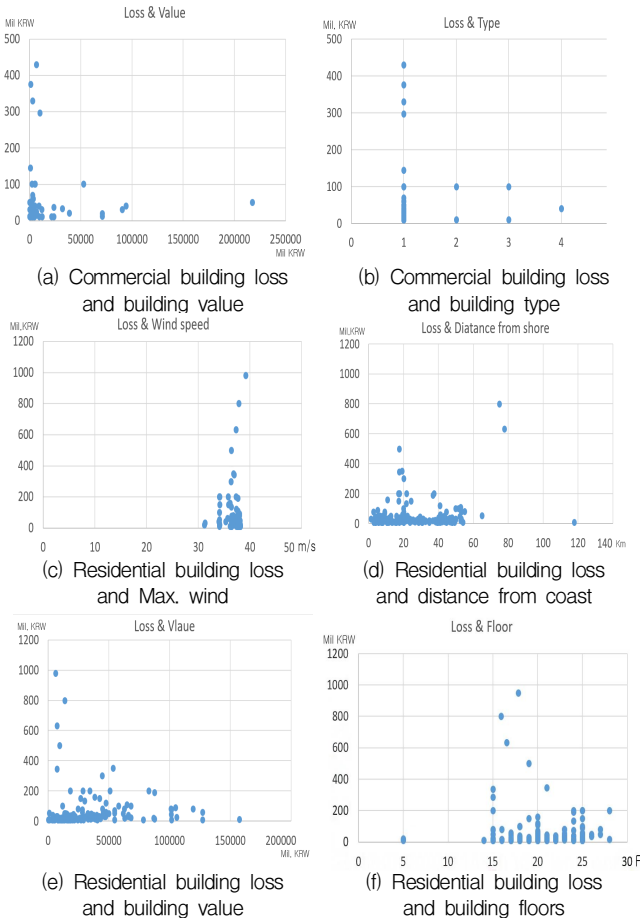 Loss & Value
Mil KRW
500
400
300
200
100
0
0 50000 100000 150000 200000 250000
Mil KRW
(a) Commercial building loss
and building value
Loss & Type
Mil, KRW
500
400
300
200
100
0
0 1 2 3 4
(b) Commercial building loss
and building type
Loss & Wind speed
Mil.KRW
1200
1000
800
600
400
200
0
0 10 20 30 40 50 m/s
(c) Residential building loss
and Max. wind
Loss & Distance from shore
Mil.KRW
1200
1000
800
600
400
200
0
0 20 40 60 80 100 120 140 Km
(d) Residential building loss
and distance from coast
Loss & Vlaue
Mil, KRW
1200
1000
800
600
400
200
0
0 50000 100000 150000 200000
Mil, KRW
(e) Residential building loss
and building value
Loss & Floor
Mil KRW
1200
1000
800
600
400
200
0
0 5 10 15 20 25 30 F
(f) Residential building loss
and building floors